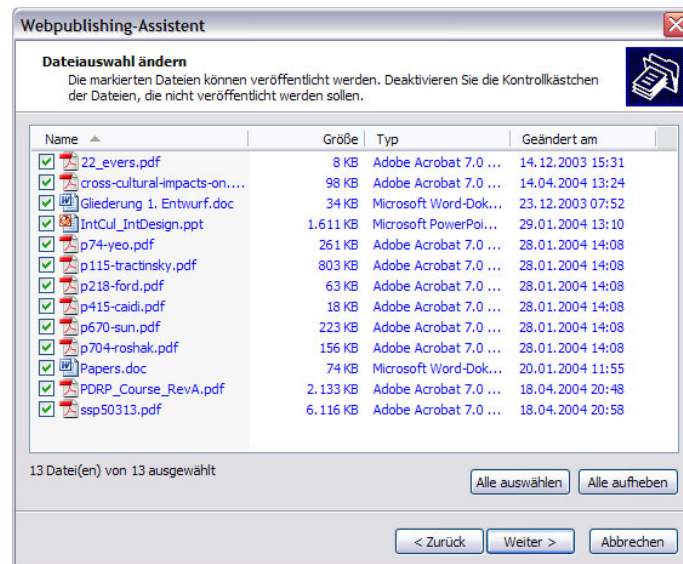 Webpublishing-Assistent
Dateiauswahl ändern
Die markierten Dateien können veröffentlicht werden. Deaktivieren Sie die Kontrollkästchen
der Dateien, die nicht veröffentlicht werden sollen.
Name Größe Typ Geändert am
22_evers.pdf 8 KB Adobe Acrobat 7.0 ... 14.12.2003 15:31
cross-cultural-impacts-on.... 98 KB Adobe Acrobat 7.0 ... 14.04.2004 13:24
Gliederung 1. Entwurf.doc 34 KB Microsoft Word-Dok... 23.12.2003 07:52
IntCul_IntDesign.ppt 1.611 KB Microsoft PowerPoi... 29.01.2004 13:10
p74-yeo.pdf 261 KB Adobe Acrobat 7.0 ... 28.01.2004 14:08
p115-tractinsky.pdf 803 KB Adobe Acrobat 7.0 ... 28.01.2004 14:08
p218-ford.pdf 63 KB Adobe Acrobat 7.0 ... 28.01.2004 14:08
p415-caidi.pdf 18 KB Adobe Acrobat 7.0 ... 28.01.2004 14:08
p670-sun.pdf 223 KB Adobe Acrobat 7.0 ... 28.01.2004 14:08
p704-roshak.pdf 156 KB Adobe Acrobat 7.0 ... 28.01.2004 14:08
Papers.doc 74 KB Microsoft Word-Dok... 20.01.2004 11:55
PDRP_Course_RevA.pdf 2.133 KB Adobe Acrobat 7.0 ... 18.04.2004 20:48
ssp50313.pdf 6.116 KB Adobe Acrobat 7.0 ... 18.04.2004 20:58
13 Datei(en) von 13 ausgewählt
Alle auswählen Alle aufheben
< Zurück Weiter > Abbrechen